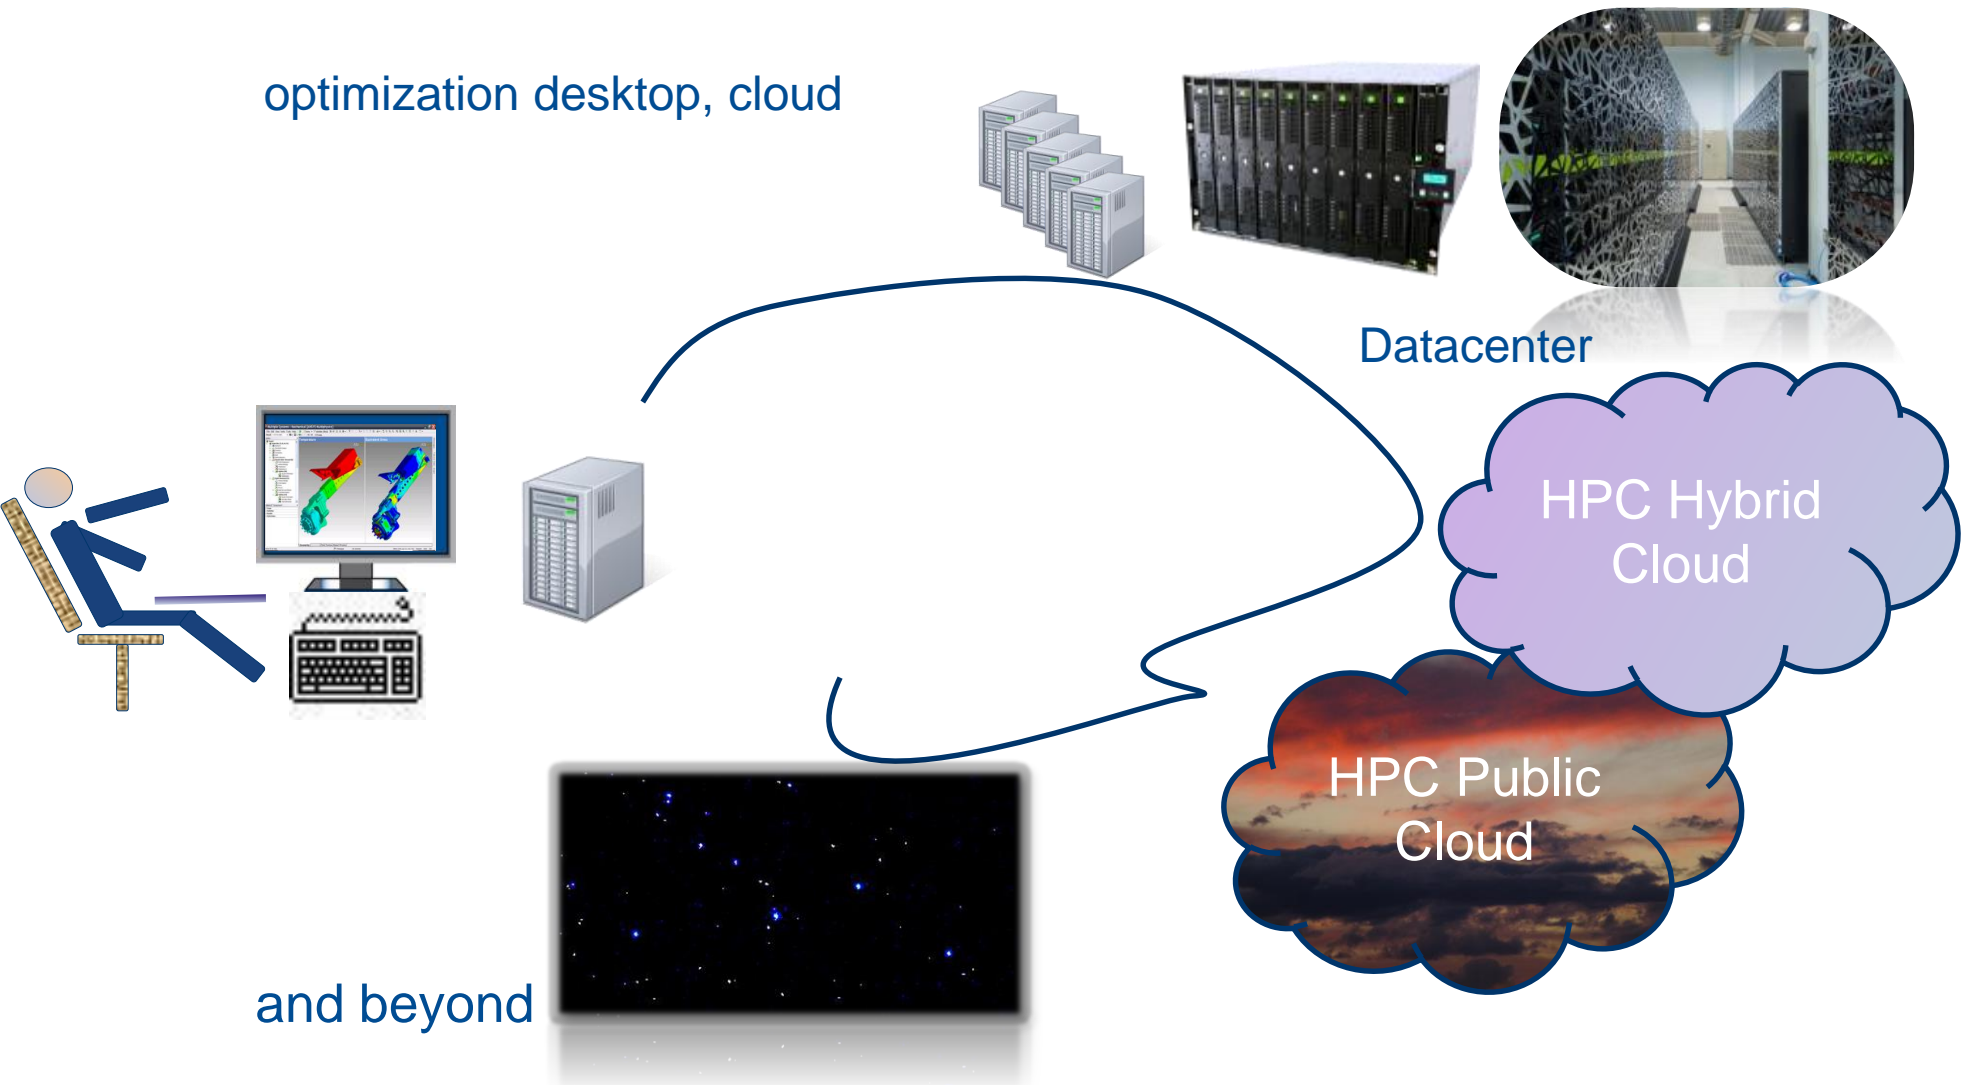 optimization desktop, cloud
Datacenter
HPC Hybrid
Cloud
HPC Public
Cloud
and beyond